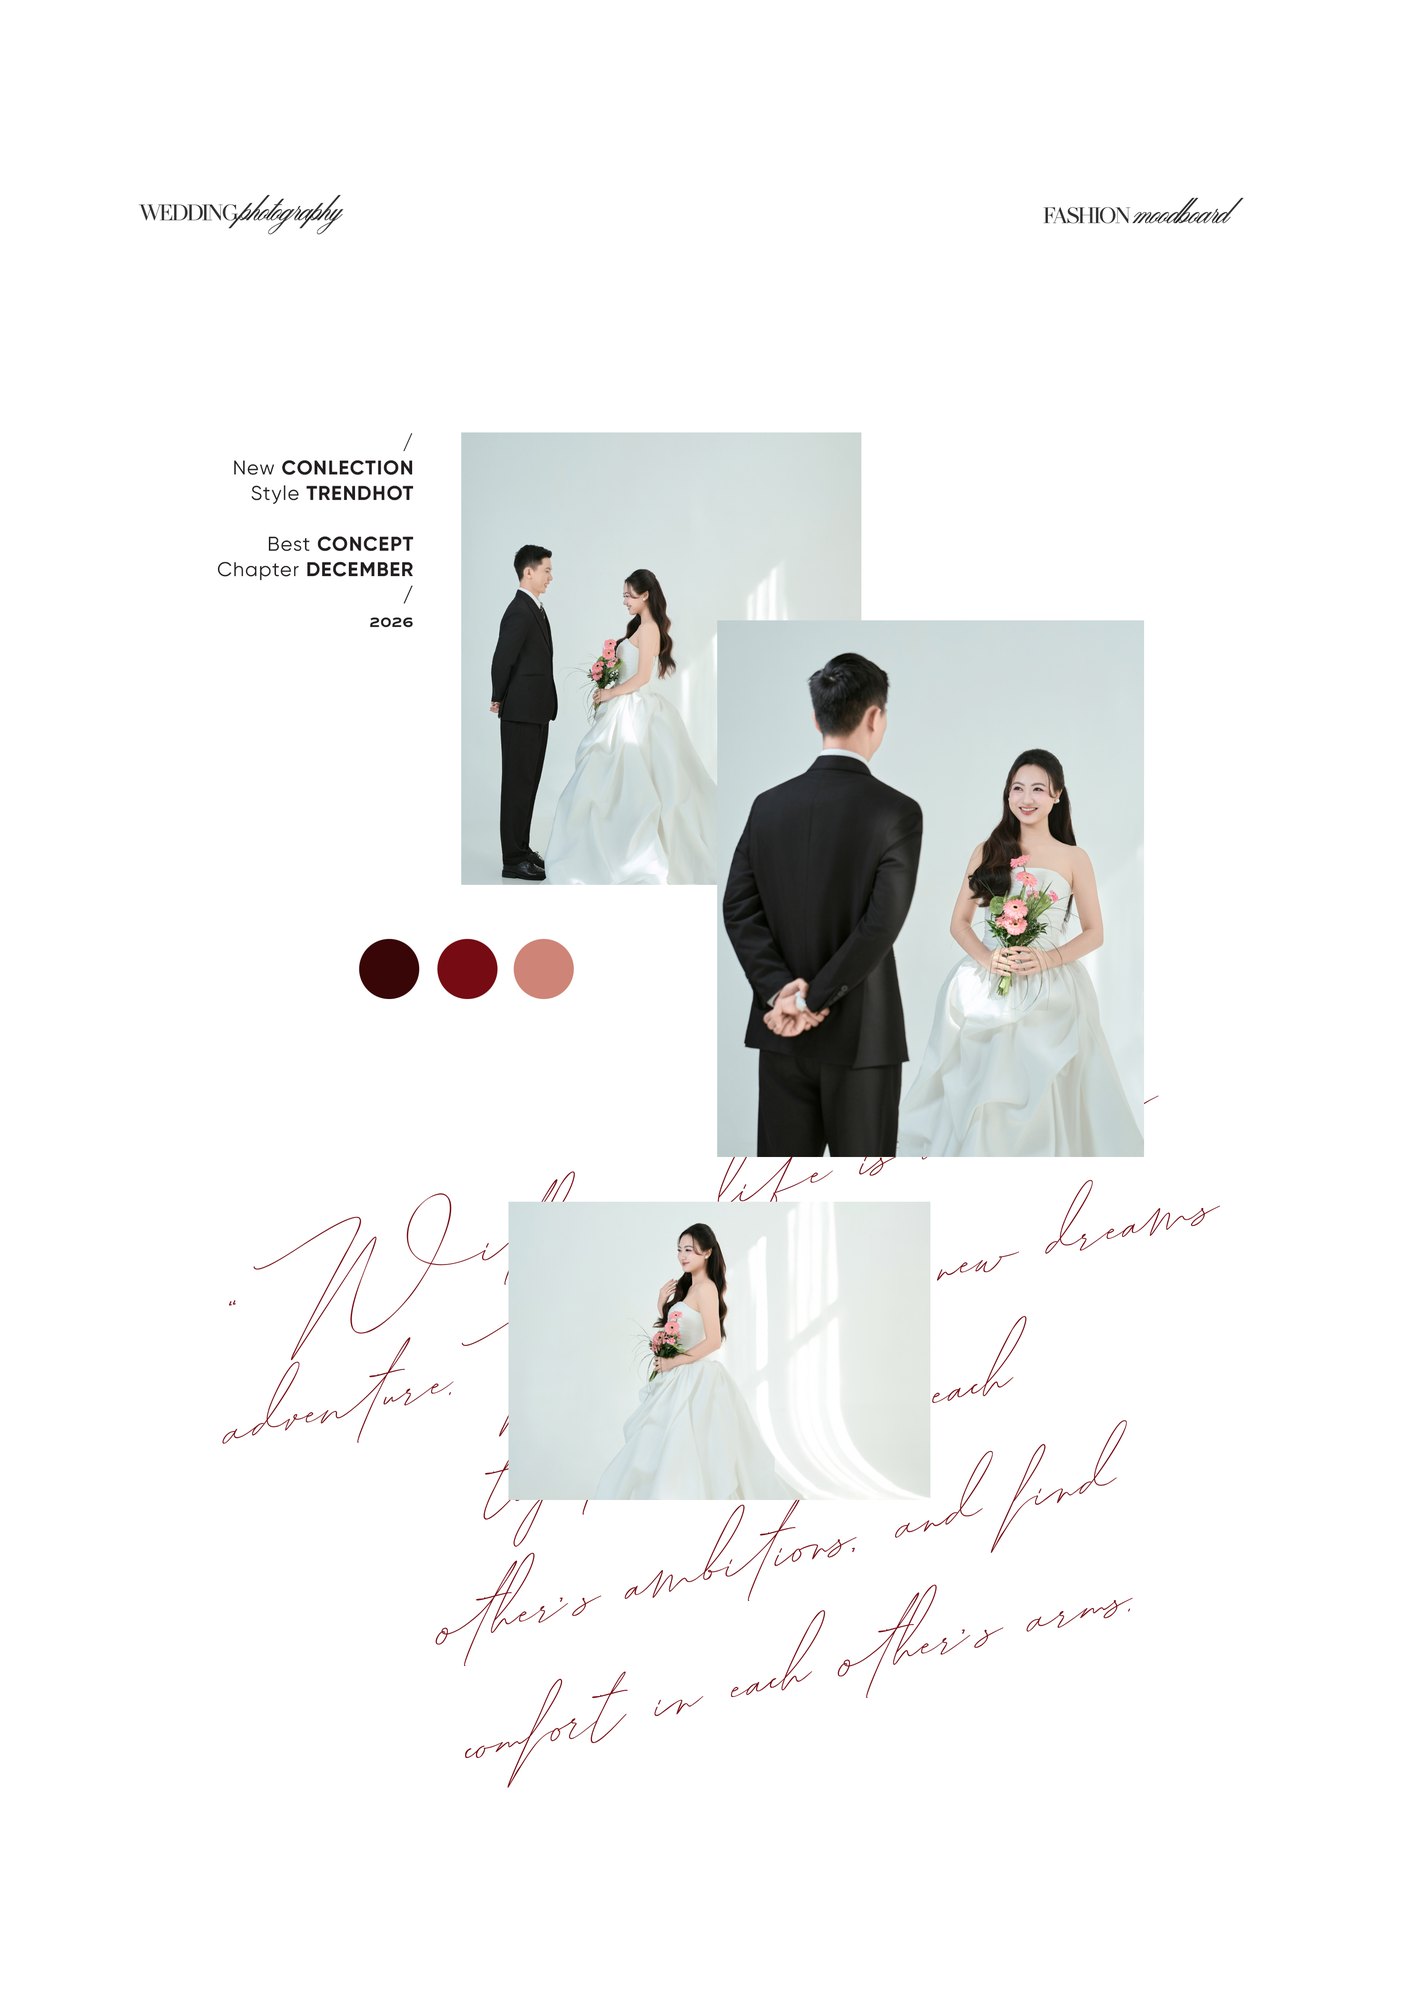 WEDDING photography
FASHION moodboard
/
New CONLECTION
Style TRENDHOT
Best CONCEPT
Chapter DECEMBER
/
2026
life is
“
new dreams
adventure.
each
other's ambitions, and find
comfort in each other's arms.